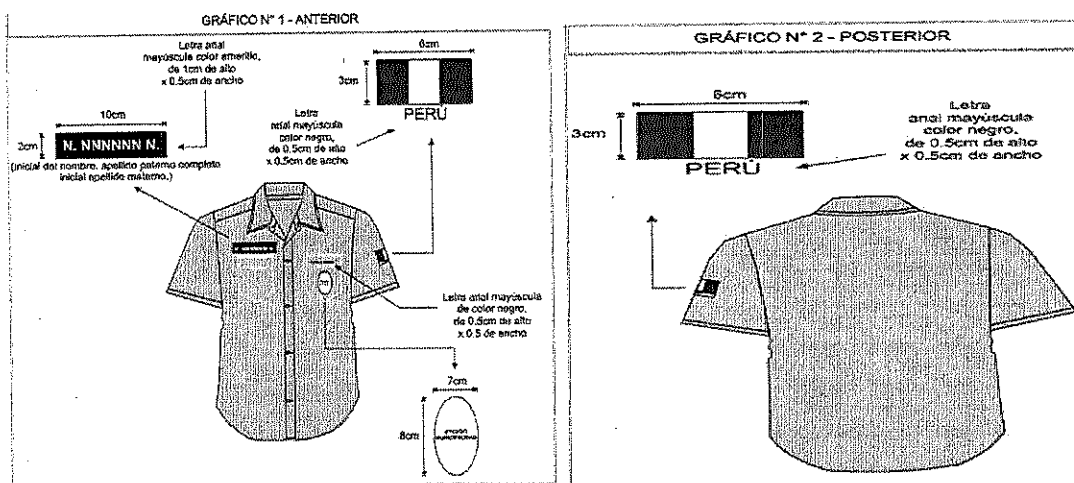 GRÁFICO N° 1 - ANTERIOR
Letra arial
mayúscula color amarillo,
de 1cm de alto
x 0.5cm de ancho
10cm
2cm
N. NNNNNN N.
(inicial del nombre, apellido paterno completo
inicial apellido materno.)
6cm
3cm
PERÚ
Letra
arial mayúscula
color negro,
de 0.5cm de alto
x 0.5cm de ancho
Letra arial mayúscula
de color negro,
de 0.5cm de alto
x 0.5 de ancho
7cm
8cm
GRÁFICO N° 2 - POSTERIOR
6cm
3cm
PERÚ
Letra
arial mayúscula
color negro,
de 0.5cm de alto
x 0.5cm de ancho